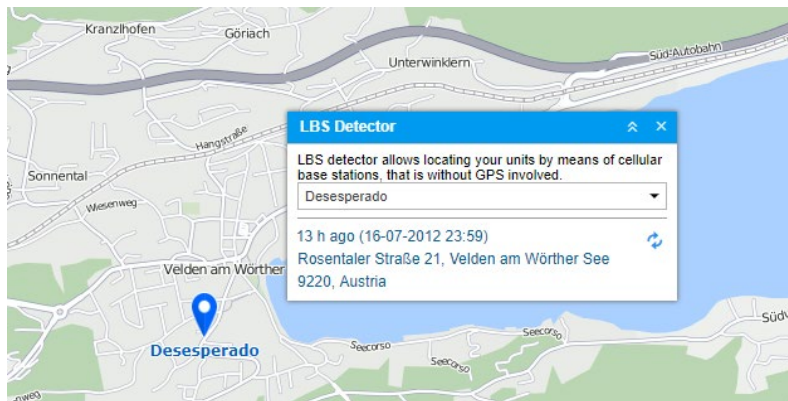 Kranzlhofen
Göriach
Süd-Autobahn
Unterwinklern
LBS Detector
Hangstraße
LBS detector allows locating your units by means of cellular
base stations, that is without GPS involved.
Sonnental
Desesperado
Wiesenweg
13 h ago (16-07-2012 23:59)
Rosentaler Straße 21, Velden am Wörther See
9220, Austria
Velden am Wörther
Desesperado
Seecorso
Seecorso
Seecorso